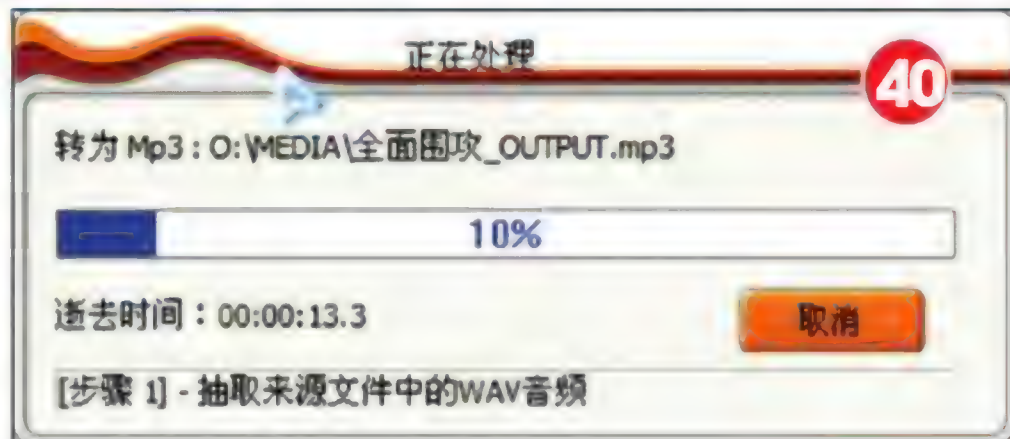 正在处理
40
转为 Mp3 : O:\MEDIA\全面围攻_OUTPUT.mp3
10%
逝去时间：00:00:13.3
取消
[步骤 1] - 抽取来源文件中的WAV音频